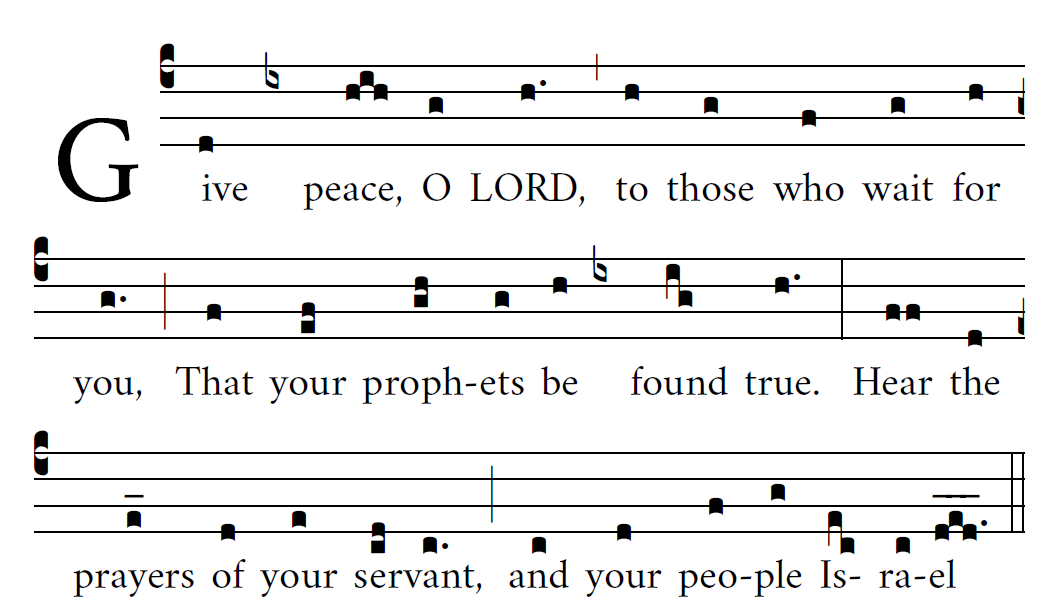 Give peace, O LORD, to those who wait for
you, That your proph-ets be found true. Hear the
prayers of your servant, and your peo-ple Is- ra-el